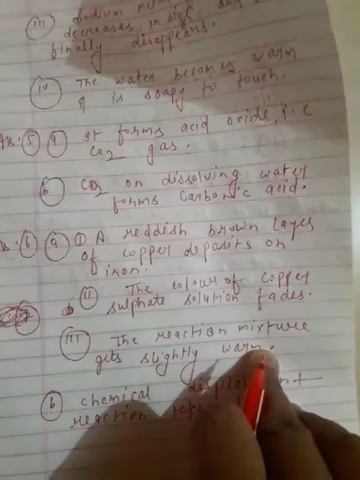 iii) sodium metal
decreases in size and
finally disappears.
iv) The water becomes warm
& is soapy to touch.
5 a It forms acid oxide, i.e
CO2 gas.
b CO2 on dissolving water
forms carbonic acid.
6 a i A reddish brown layer
of copper deposits on
iron.
ii The colour of copper
sulphate solution fades.
iii The reaction mixture
gets slightly warm.
b chemical
reaction